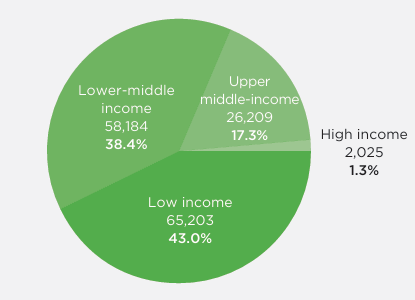 Lower-middle
income
58,184
38.4%
Upper
middle-income
26,209
17.3%
High income
2,025
1.3%
Low income
65,203
43.0%